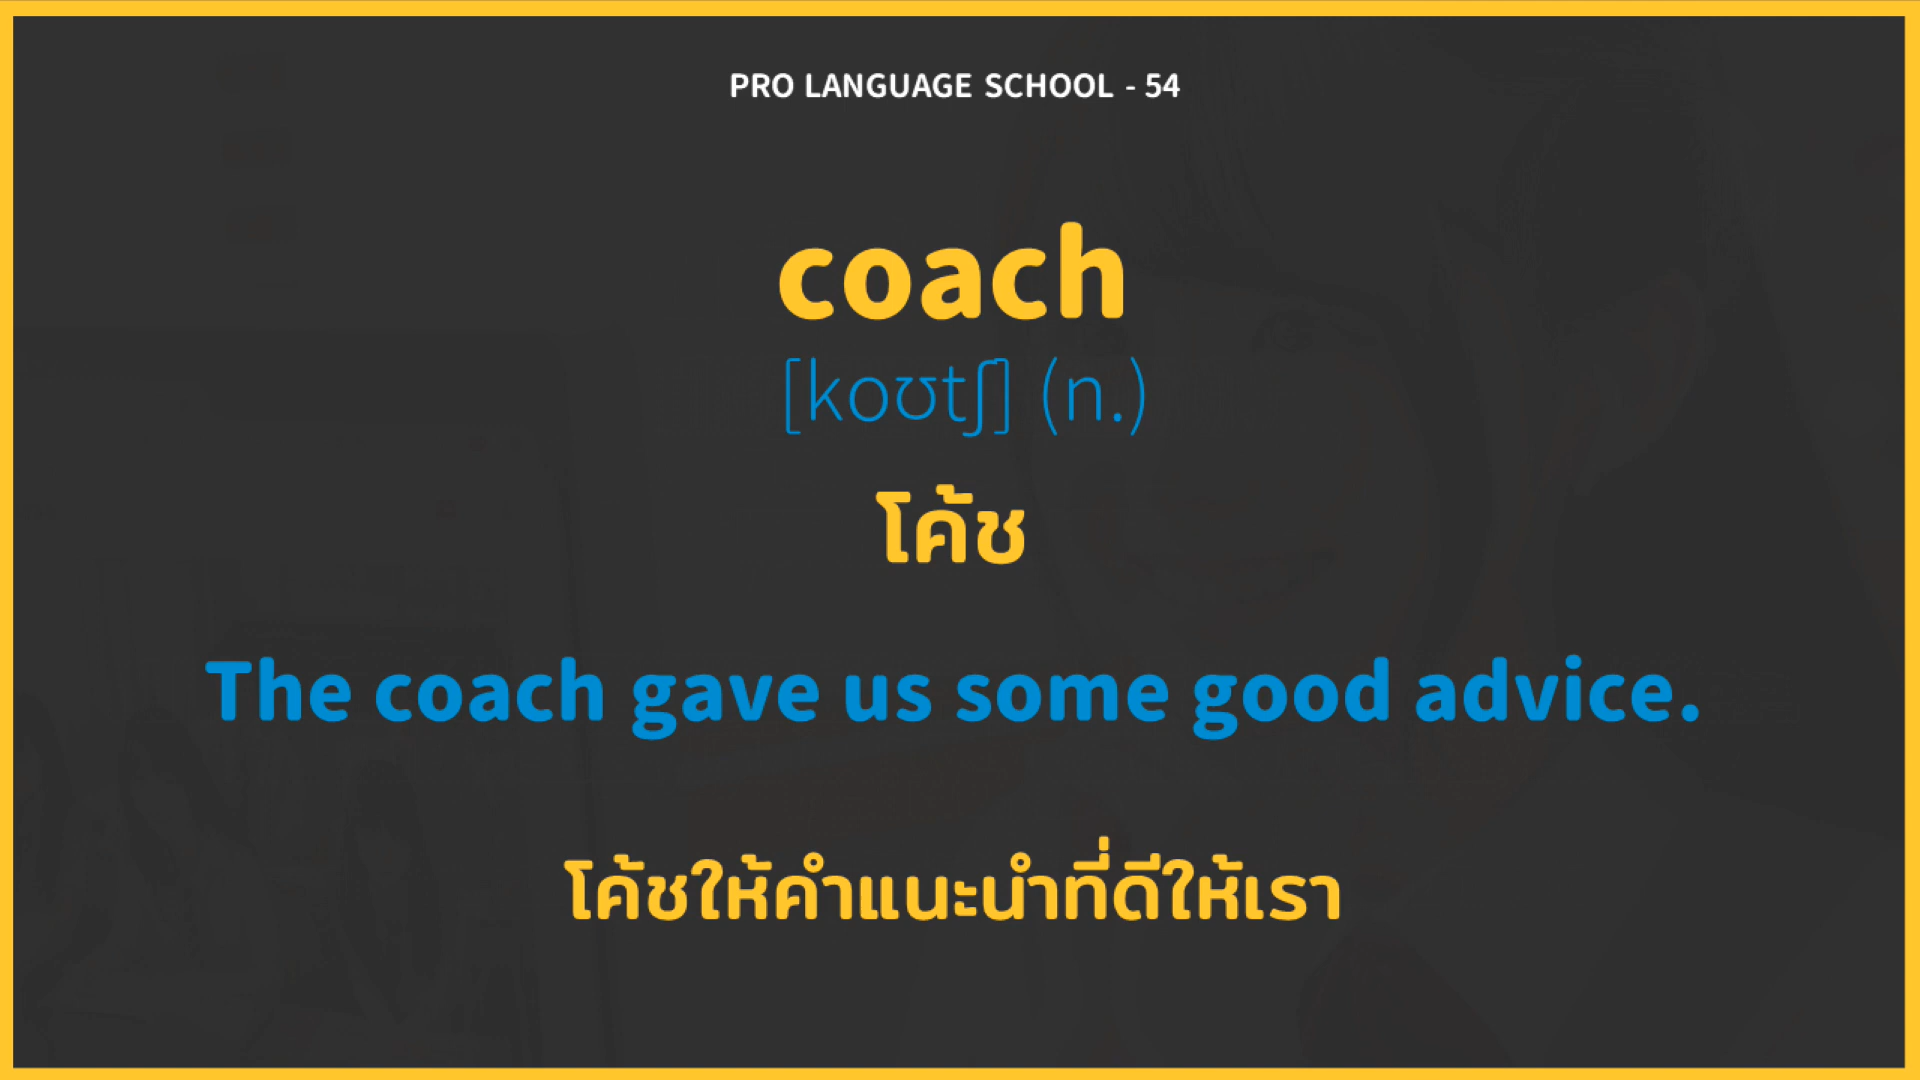 PRO LANGUAGE SCHOOL - 54
coach
[koʊtʃ] (n.)
โค้ช
The coach gave us some good advice.
โค้ชให้คำแนะนำที่ดีให้เรา